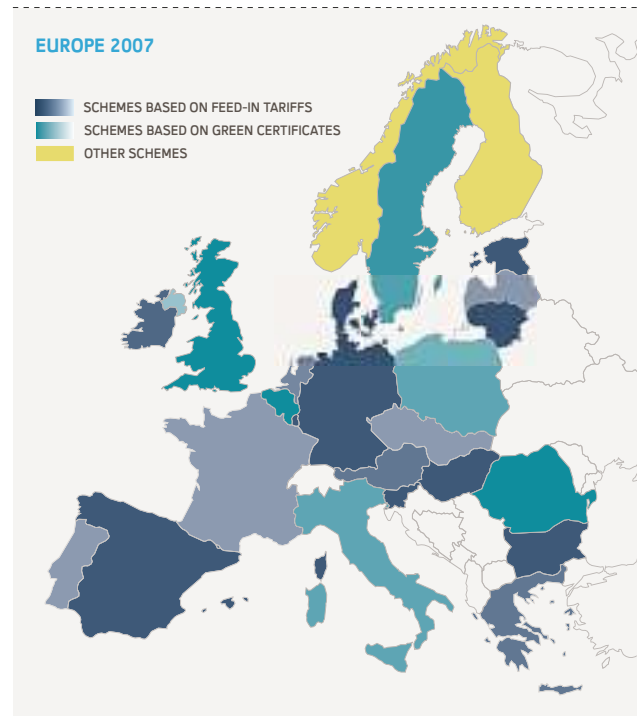 EUROPE 2007
SCHEMES BASED ON FEED-IN TARIFFS
SCHEMES BASED ON GREEN CERTIFICATES
OTHER SCHEMES